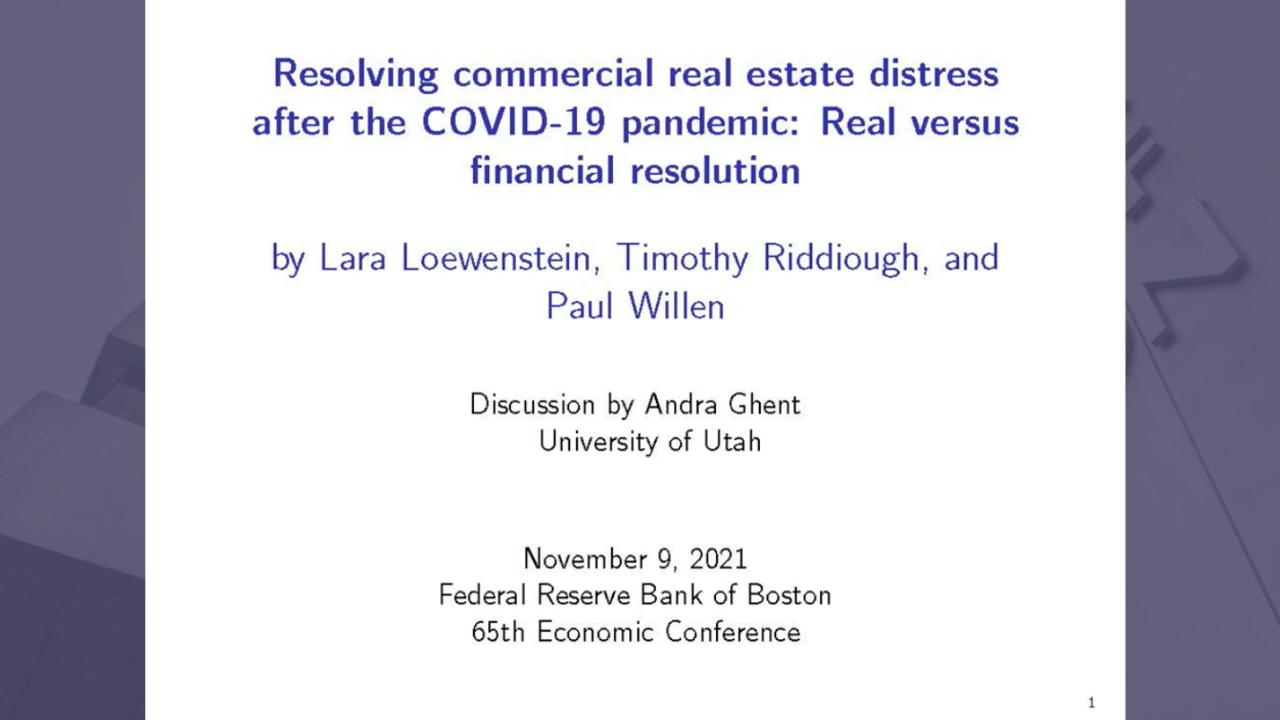 Resolving commercial real estate distress
after the COVID-19 pandemic: Real versus
financial resolution
by Lara Loewenstein, Timothy Riddiough, and
Paul Willen
Discussion by Andra Ghent
University of Utah
November 9, 2021
Federal Reserve Bank of Boston
65th Economic Conference
1